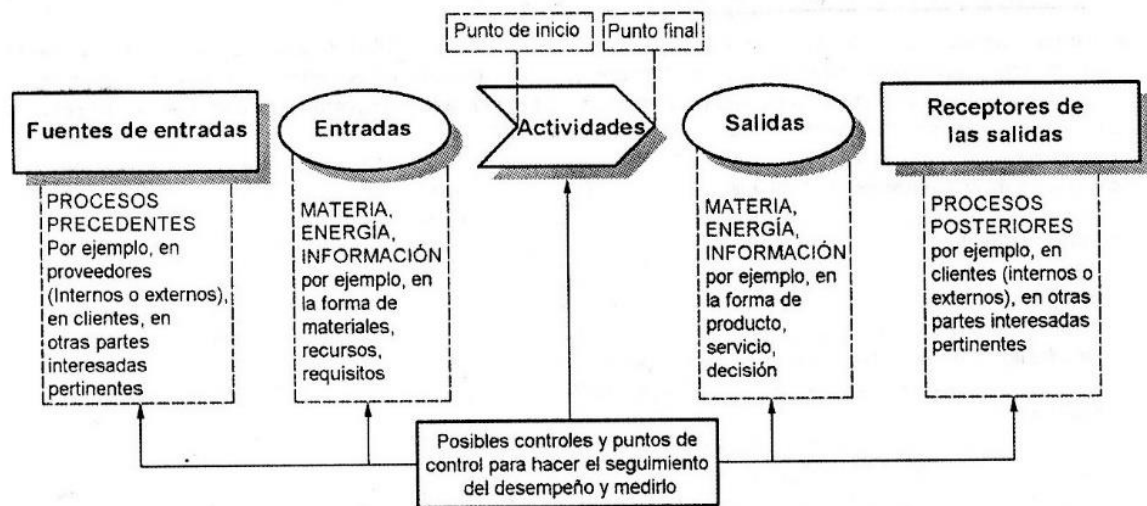 Punto de inicio
Punto final
Fuentes de entradas
Entradas
Actividades
Salidas
Receptores de
las salidas
PROCESOS
PRECEDENTES
Por ejemplo, en
proveedores
(Internos o externos),
en clientes, en
otras partes
interesadas
pertinentes
MATERIA,
ENERGÍA,
INFORMACIÓN
por ejemplo, en
la forma de
materiales,
recursos,
requisitos
MATERIA,
ENERGÍA,
INFORMACIÓN
por ejemplo, en
la forma de
producto,
servicio,
decisión
PROCESOS
POSTERIORES
por ejemplo, en
clientes (internos o
externos), en otras
partes interesadas
pertinentes
Posibles controles y puntos de
control para hacer el seguimiento
del desempeño y medirlo